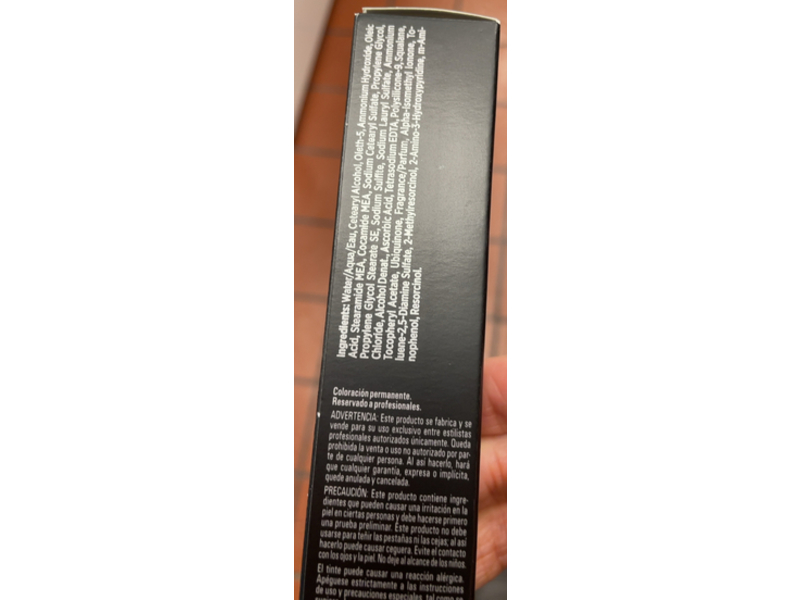 Ingredients: Water/Aqua/Eau, Cetearyl Alcohol, Oleth-5, Ammonium Hydroxide, Oleic
Acid, Stearamide MEA, Cocamide MEA, Sodium Cetearyl Sulfate, Propylene Glycol,
Propylene Glycol Stearate SE, Sodium Sulfite, Sodium Lauryl Sulfate, Ammonium
Chloride, Alcohol Denat., Ascorbic Acid, Tetrasodium EDTA, Polysilicone-9, Squalane,
Tocopheryl Acetate, Ubiquinone, Fragrance/Parfum, Alpha-Isomethyl Ionone, To-
luene-2,5-Diamine Sulfate, 2-Methylresorcinol, 2-Amino-3-Hydroxypyridine, m-Ami-
nophenol, Resorcinol.
Coloración permanente.
Reservado a profesionales.
ADVERTENCIA: Este producto se fabrica y se
vende para su uso exclusivo entre estilistas
profesionales autorizados únicamente. Queda
prohibida la venta o uso no autorizado por par-
te de cualquier persona. Al así hacerlo, hará
que cualquier garantía, expresa o implícita,
quede anulada y cancelada.
PRECAUCIÓN: Este producto contiene ingre-
dientes que pueden causar una irritación en la
piel en ciertas personas y debe hacerse primero
una prueba preliminar. Este producto no debe
usarse para teñir las pestañas ni las cejas; al así
hacerlo puede causar ceguera. Evite el contacto
con los ojos y la piel. No deje al alcance de los niños.
El tinte puede causar una reacción alérgica.
Apéguese estrictamente a las instrucciones
de uso y precauciones especiales, tal como se